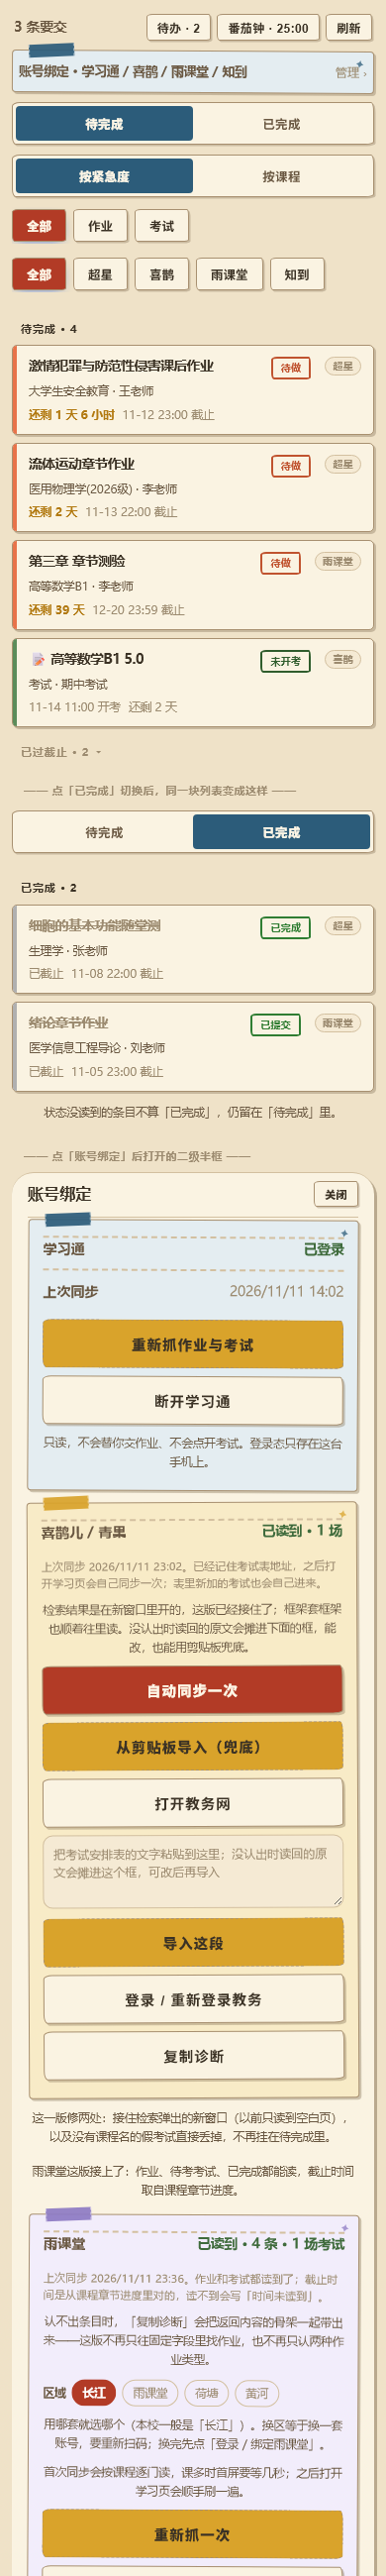 3 条要交
待办 · 2
番茄钟 · 25:00
刷新
账号绑定 · 学习通 / 喜鹊 / 雨课堂 / 知到
管理 ›
待完成
已完成
按紧急度
按课程
全部
作业
考试
全部
超星
喜鹊
雨课堂
知到
待完成 • 4
激情犯罪与防范性侵害课后作业
待做
超星
大学生安全教育 · 王老师
还剩 1 天 6 小时 11-12 23:00 截止
流体运动章节作业
待做
超星
医用物理学(2026级) · 李老师
还剩 2 天 11-13 22:00 截止
第三章 章节测验
待做
雨课堂
高等数学B1 · 李老师
还剩 39 天 12-20 23:59 截止
高等数学B1 5.0
未开考
喜鹊
考试 · 期中考试
11-14 11:00 开考 还剩 2 天
已过截止 • 2
—— 点「已完成」切换后，同一块列表变成这样 ——
待完成
已完成
已完成 • 2
细胞的基本功能随堂测
已完成
超星
生理学 · 张老师
已截止 11-08 22:00 截止
绪论章节作业
已提交
雨课堂
医学信息工程导论 · 刘老师
已截止 11-05 23:00 截止
状态没读到的条目不算「已完成」，仍留在「待完成」里。
—— 点「账号绑定」后打开的二级半框 ——
账号绑定
关闭
学习通
已登录
上次同步
2026/11/11 14:02
重新抓作业与考试
断开学习通
只读，不会替你交作业、不会点开考试。登录态只存在这台
手机上。
喜鹊儿 / 青果
已读到 • 1 场
上次同步 2026/11/11 23:02。已经记住考试表地址，之后打
开学习页会自己同步一次；表里新加的考试也会自己进来。
检索结果是在新窗口里开的，这版已经接住了；框架套框架
也顺着往里读。没认出时读回的原文会摊进下面的框，能
改，也能用剪贴板兜底。
自动同步一次
从剪贴板导入（兜底）
打开教务网
把考试安排表的文字粘贴到这里；没认出时读回的原
文会摊进这个框，可改后再导入
导入这段
登录 / 重新登录教务
复制诊断
这一版修两处：接住检索弹出的新窗口（以前只读到空白页），
以及没有课程名的假考试直接丢掉，不再挂在待完成里。
雨课堂这版接上了：作业、待考考试、已完成都能读，截止时间
取自课程章节进度。
雨课堂
已读到 • 4 条 • 1 场考试
上次同步 2026/11/11 23:36。作业和考试都读到了；截止时
间是从课程章节进度里对的，读不到会写「时间未读到」。
认不出条目时，「复制诊断」会把返回内容的骨架一起带出
来——这版不再只往固定字段里找作业，也不再只认两种作
业类型。
区域
长江
雨课堂
荷塘
黄河
用哪套就选哪个（本校一般是「长江」）。换区等于换一套
账号，要重新扫码；换完先点「登录 / 绑定雨课堂」。
首次同步会按课程逐门读，课多时首屏要等几秒；之后打开
学习页会顺手刷一遍。
重新抓一次